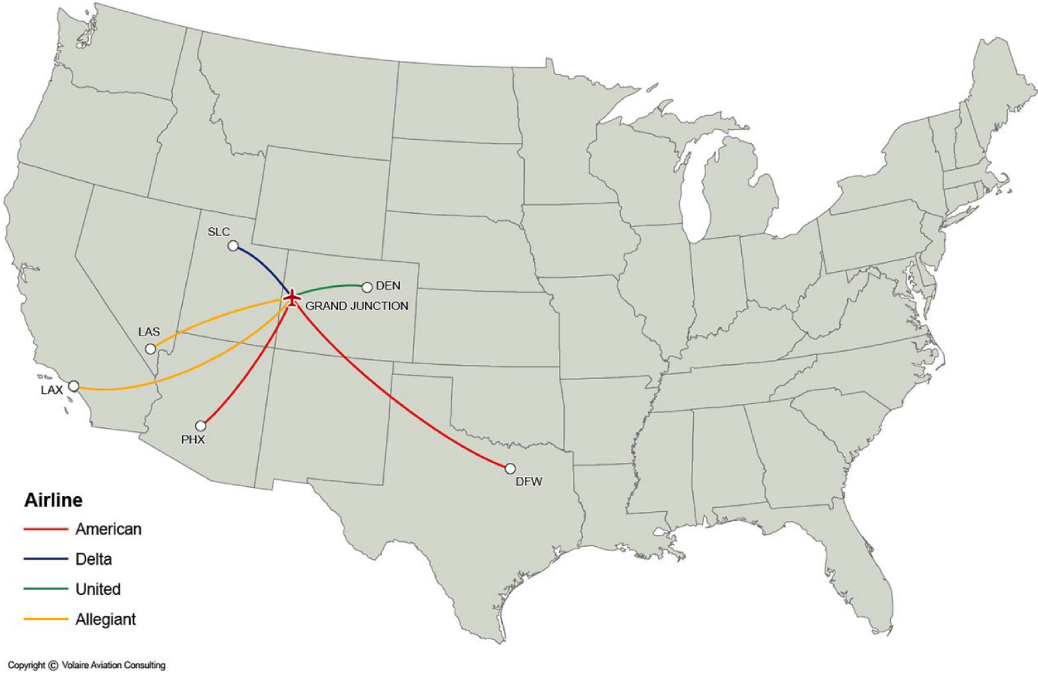 SLC
DEN
GRAND JUNCTION
LAS
LAX
PHX
DFW
Airline
American
Delta
United
Allegiant
Copyright © Volaire Aviation Consulting